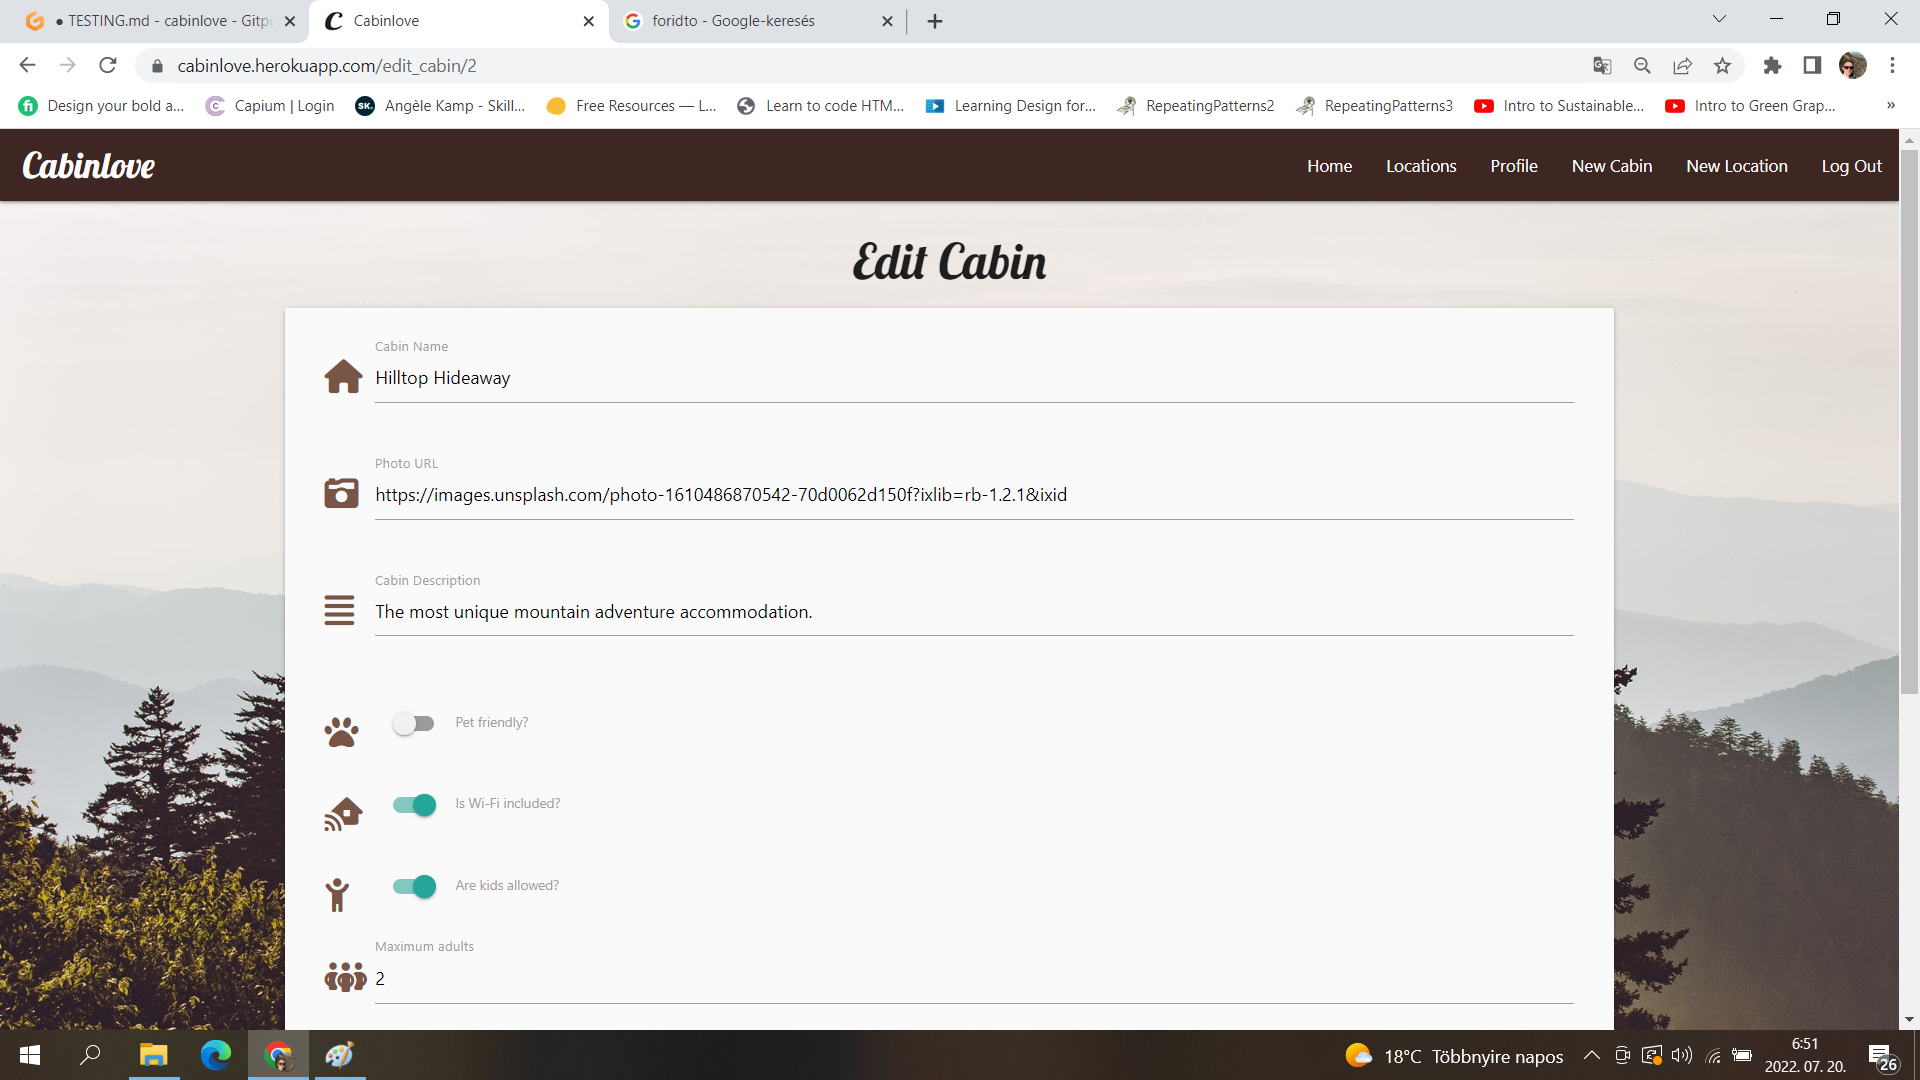 ● TESTING.md - cabinlove - Gitp
Cabinlove
foridto - Google-keresés
cabinlove.herokuapp.com/edit_cabin/2
Design your bold a...
Capium | Login
Angèle Kamp - Skill...
Free Resources — L...
Learn to code HTM...
Learning Design for...
RepeatingPatterns2
RepeatingPatterns3
Intro to Sustainable...
Intro to Green Grap...
»
Cabinlove
Home
Locations
Profile
New Cabin
New Location
Log Out
Edit Cabin
Cabin Name
Hilltop Hideaway
Photo URL
https://images.unsplash.com/photo-1610486870542-70d0062d150f?ixlib=rb-1.2.1&ixid
Cabin Description
The most unique mountain adventure accommodation.
Pet friendly?
Is Wi-Fi included?
Are kids allowed?
Maximum adults
2
18°C Többnyire napos
6:51
2022. 07. 20.
26